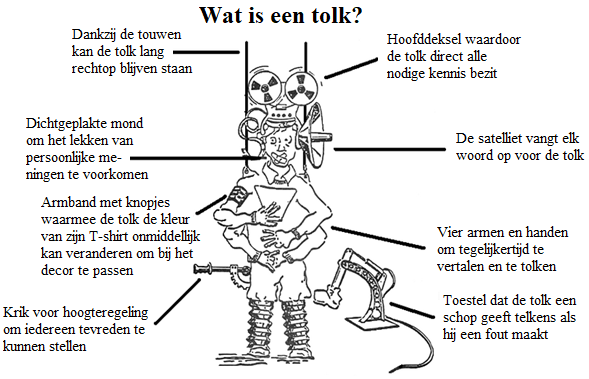 Wat is een tolk?
Dankzij de touwen
kan de tolk lang
rechtop blijven staan
Hoofddeksel waardoor
de tolk direct alle
nodige kennis bezit
Dichtgeplakte mond
om het lekken van
persoonlijke me-
ningen te voorkomen
De satelliet vangt elk
woord op voor de tolk
Armband met knopjes
waarmee de tolk de kleur
van zijn T-shirt onmiddellijk
kan veranderen om bij het
decor te passen
Vier armen en handen
om tegelijkertijd te
vertalen en te tolken
Krik voor hoogteregeling
om iedereen tevreden te
kunnen stellen
Toestel dat de tolk een
schop geeft telkens als
hij een fout maakt